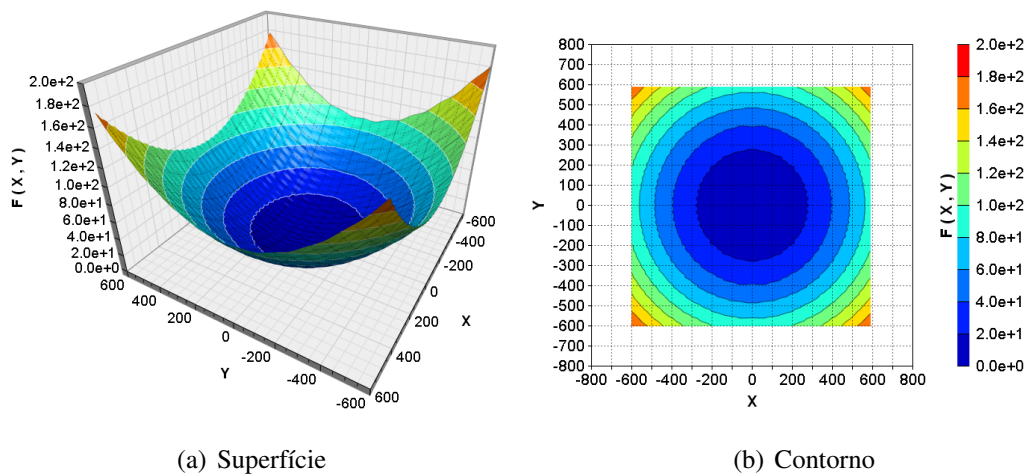 2.0e+2
1.8e+2
1.6e+2
1.4e+2
1.2e+2
1.0e+2
8.0e+1
6.0e+1
4.0e+1
2.0e+1
0.0e+0
F ( X , Y )
600
400
200
0
-200
-400
-600
Y
-600
-400
-200
0
200
400
600
X
(a) Superfície
800
700
600
500
400
300
200
100
0
-100
-200
-300
-400
-500
-600
-700
-800
Y
-800 -600 -400 -200 0 200 400 600 800
X
2.0e+2
1.8e+2
1.6e+2
1.4e+2
1.2e+2
1.0e+2
8.0e+1
6.0e+1
4.0e+1
2.0e+1
0.0e+0
F ( X , Y )
(b) Contorno